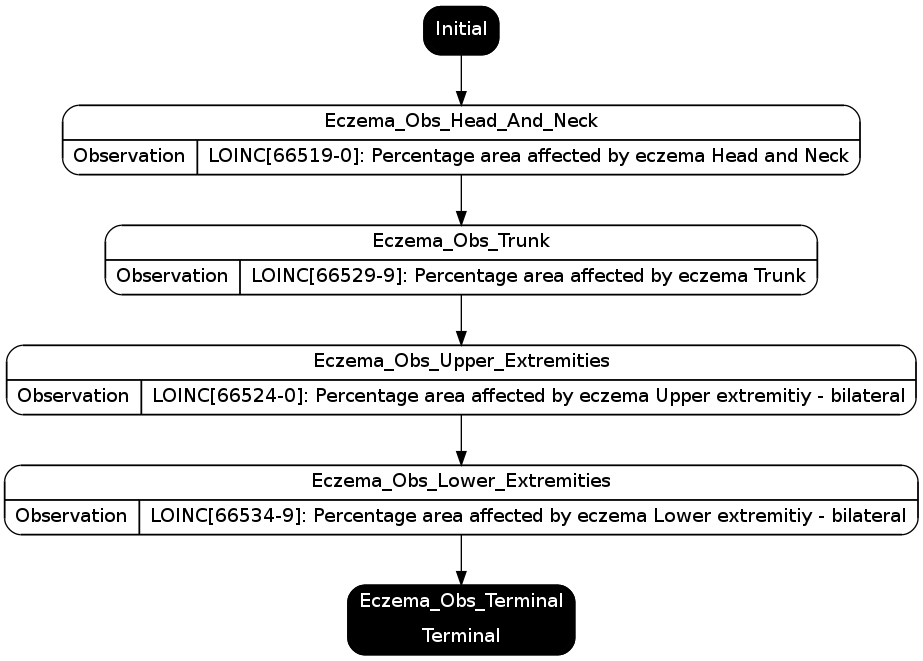 Initial
Eczema_Obs_Head_And_Neck
Observation LOINC[66519-0]: Percentage area affected by eczema Head and Neck
Eczema_Obs_Trunk
Observation LOINC[66529-9]: Percentage area affected by eczema Trunk
Eczema_Obs_Upper_Extremities
Observation LOINC[66524-0]: Percentage area affected by eczema Upper extremitiy - bilateral
Eczema_Obs_Lower_Extremities
Observation LOINC[66534-9]: Percentage area affected by eczema Lower extremitiy - bilateral
Eczema_Obs_Terminal
Terminal